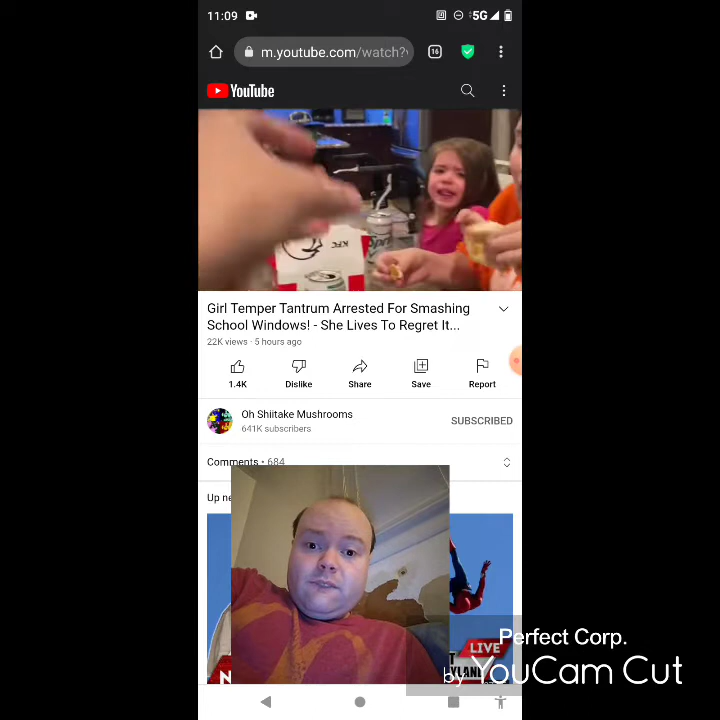 11:09 5G
m.youtube.com/watch?v 16
YouTube
KFC
Girl Temper Tantrum Arrested For Smashing
School Windows! - She Lives To Regret It...
22K views · 5 hours ago
1.4K Dislike Share Save Report
Oh Shiitake Mushrooms
641K subscribers
SUBSCRIBED
Comments • 684
Up ne
LIVE
Perfect Corp.
by YouCam Cut